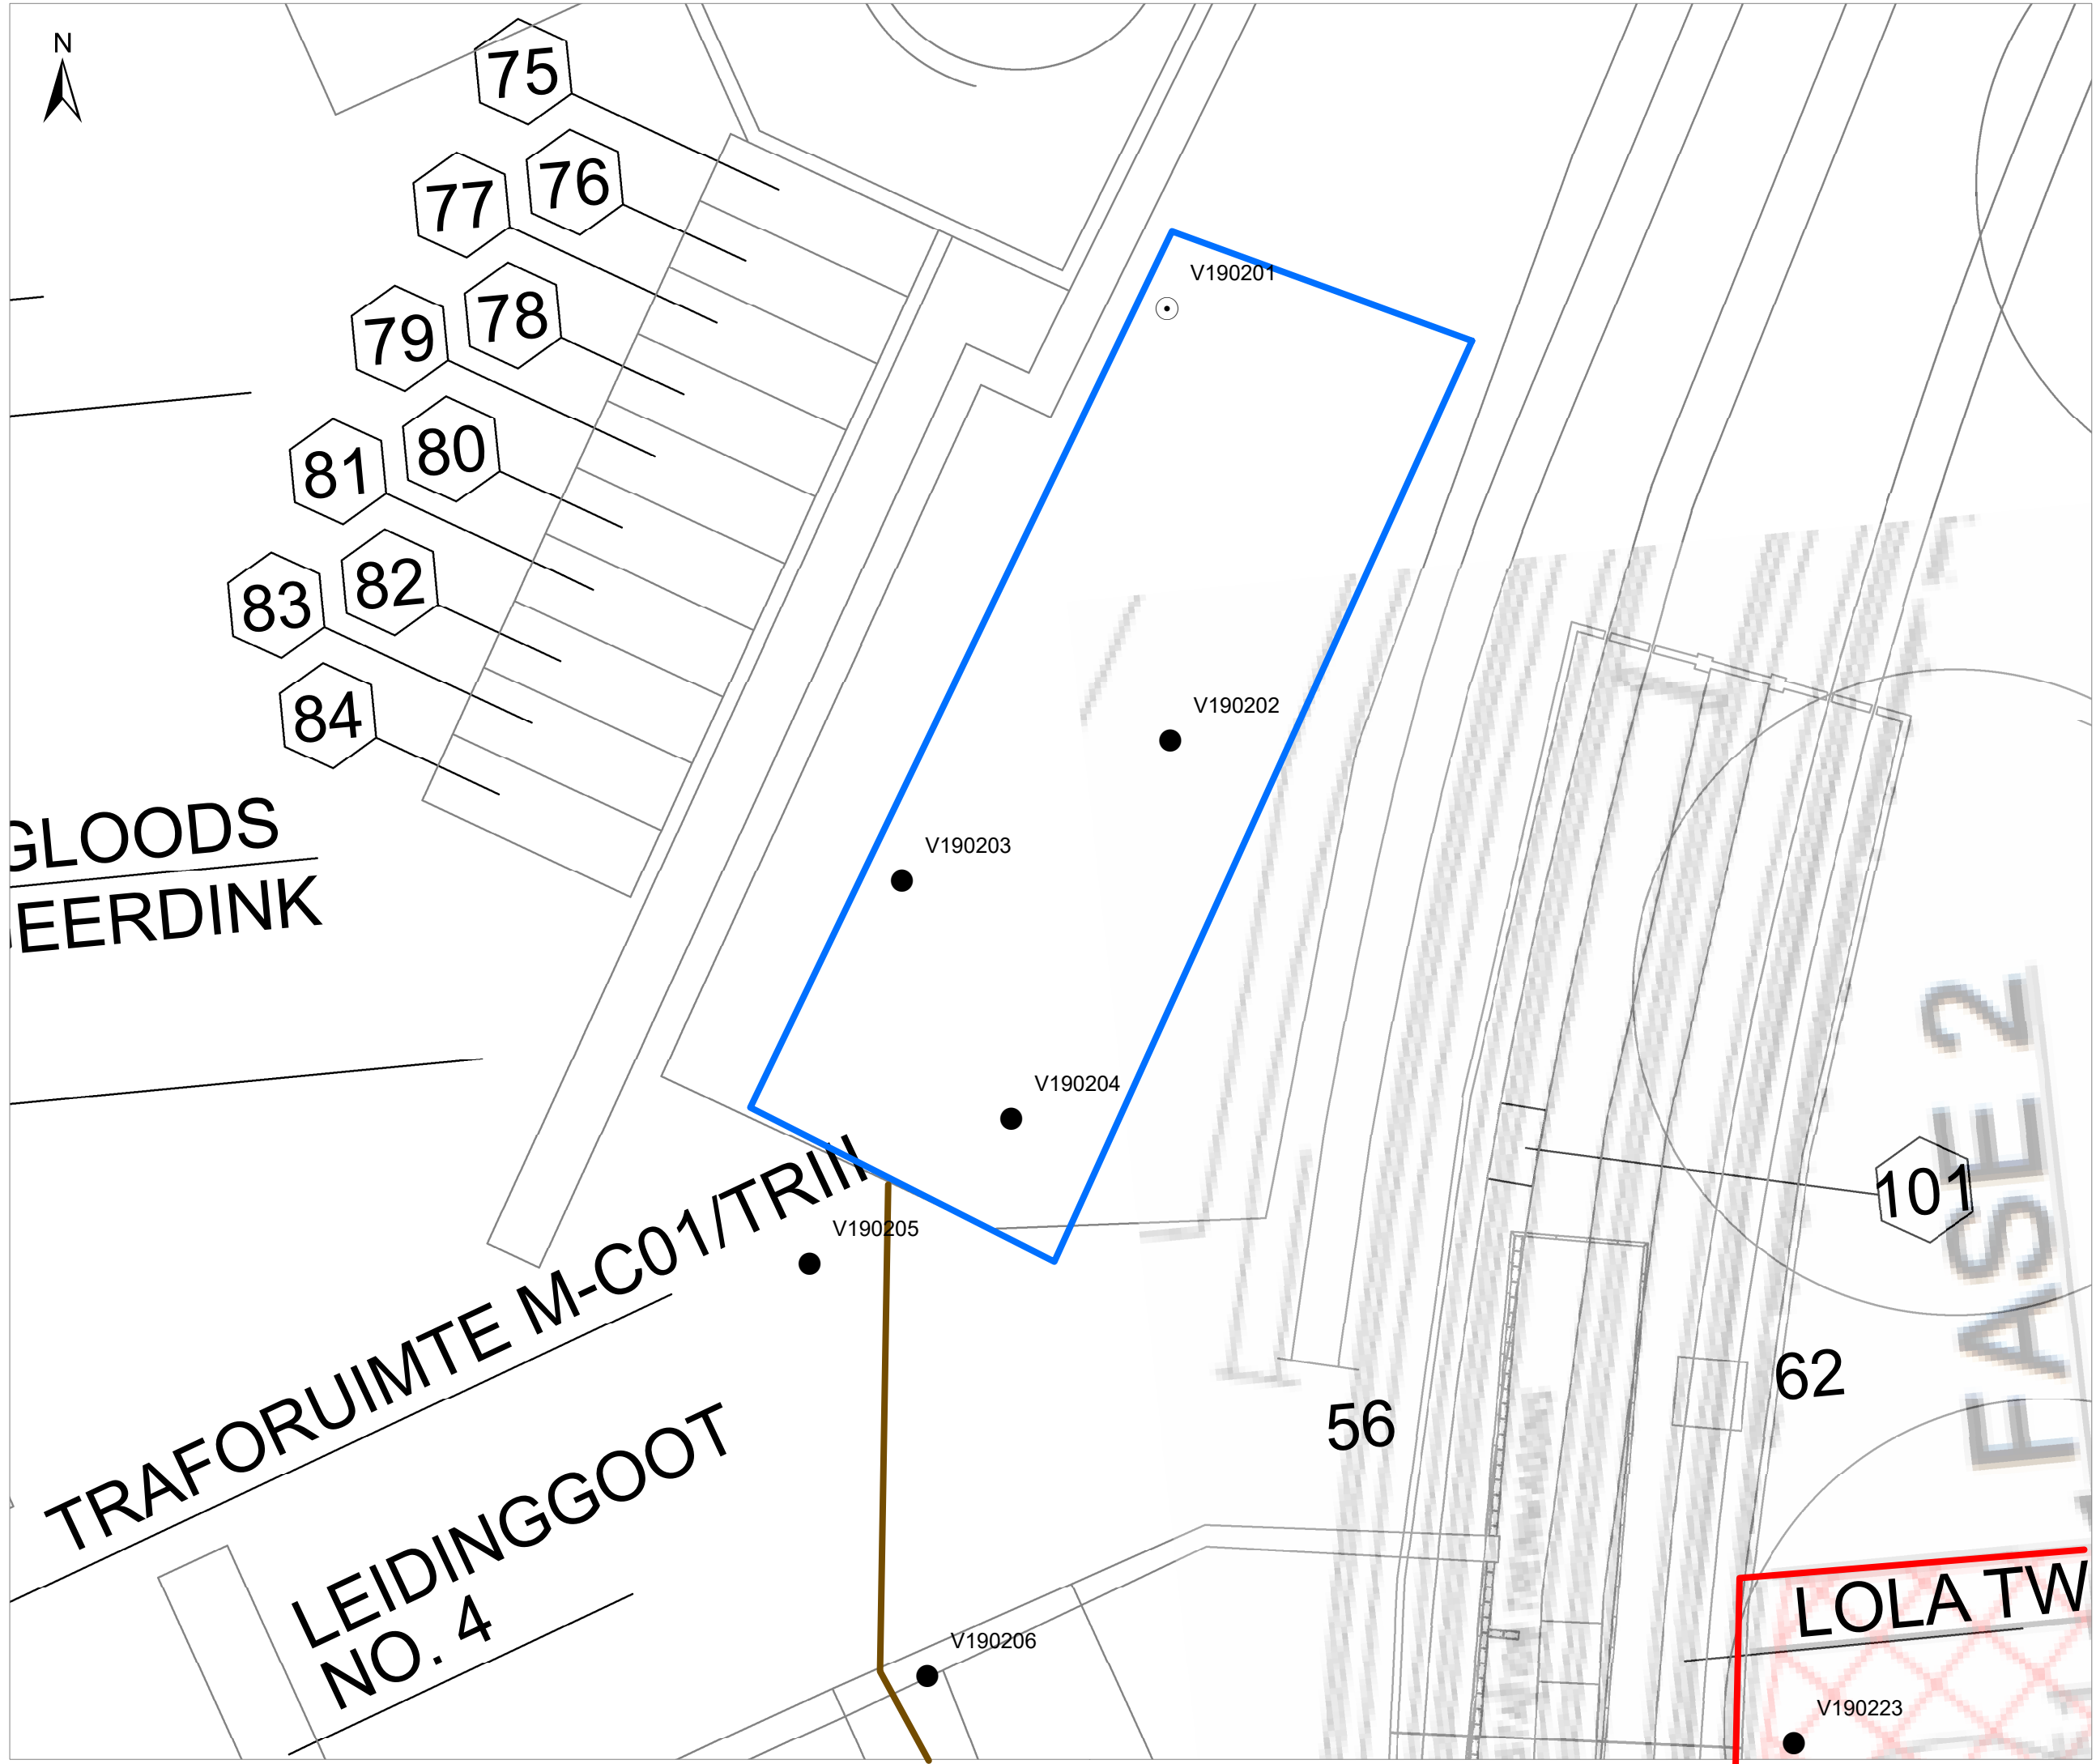 N
75
76
77
V190201
78
79
80
81
82
83
V190202
84
GLOODS
V190203
EERDINK
FASE 2
V190204
101
TRAFORUIMTE M-C01/TRIII
V190205
62
56
LEIDINGGOOT
NO. 4
LOLA TW
V190206
V190223